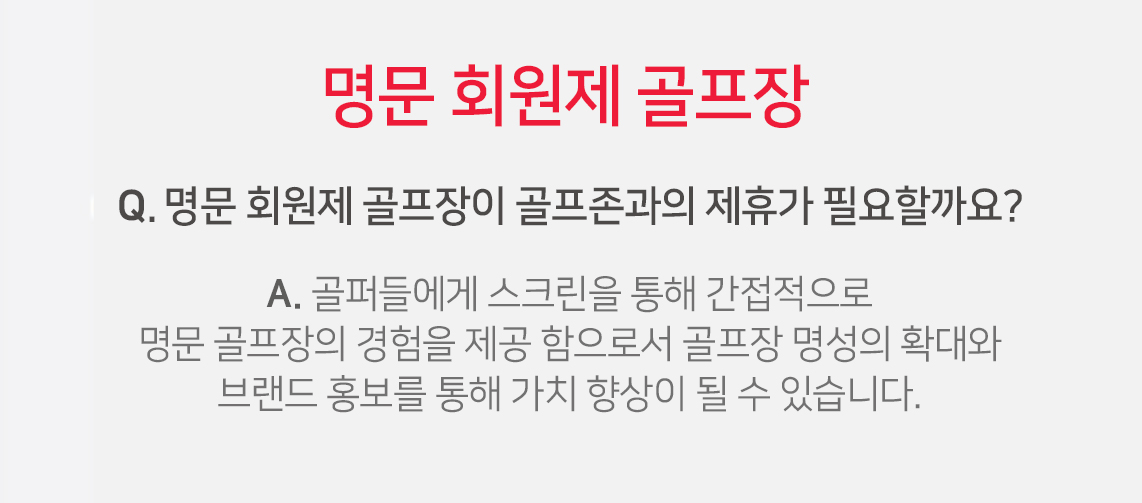 명문 회원제 골프장
Q. 명문 회원제 골프장이 골프존과의 제휴가 필요할까요?
A. 골퍼들에게 스크린을 통해 간접적으로
명문 골프장의 경험을 제공 함으로서 골프장 명성의 확대와
브랜드 홍보를 통해 가치 향상이 될 수 있습니다.